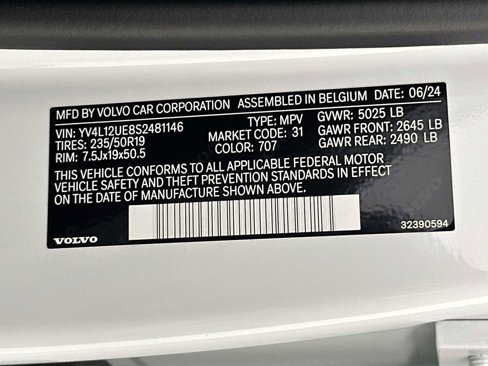 MFD BY VOLVO CAR CORPORATION ASSEMBLED IN BELGIUM DATE: 06/24
VIN: YV4L12UE8S2481146 TYPE: MPV GVWR: 5025 LB
TIRES: 235/50R19 MARKET CODE: 31 GAWR FRONT: 2645 LB
RIM: 7.5Jx19x50.5 COLOR: 707 GAWR REAR: 2490 LB
THIS VEHICLE CONFORMS TO ALL APPLICABLE FEDERAL MOTOR
VEHICLE SAFETY AND THEFT PREVENTION STANDARDS IN EFFECT
ON THE DATE OF MANUFACTURE SHOWN ABOVE.
VOLVO 32390594